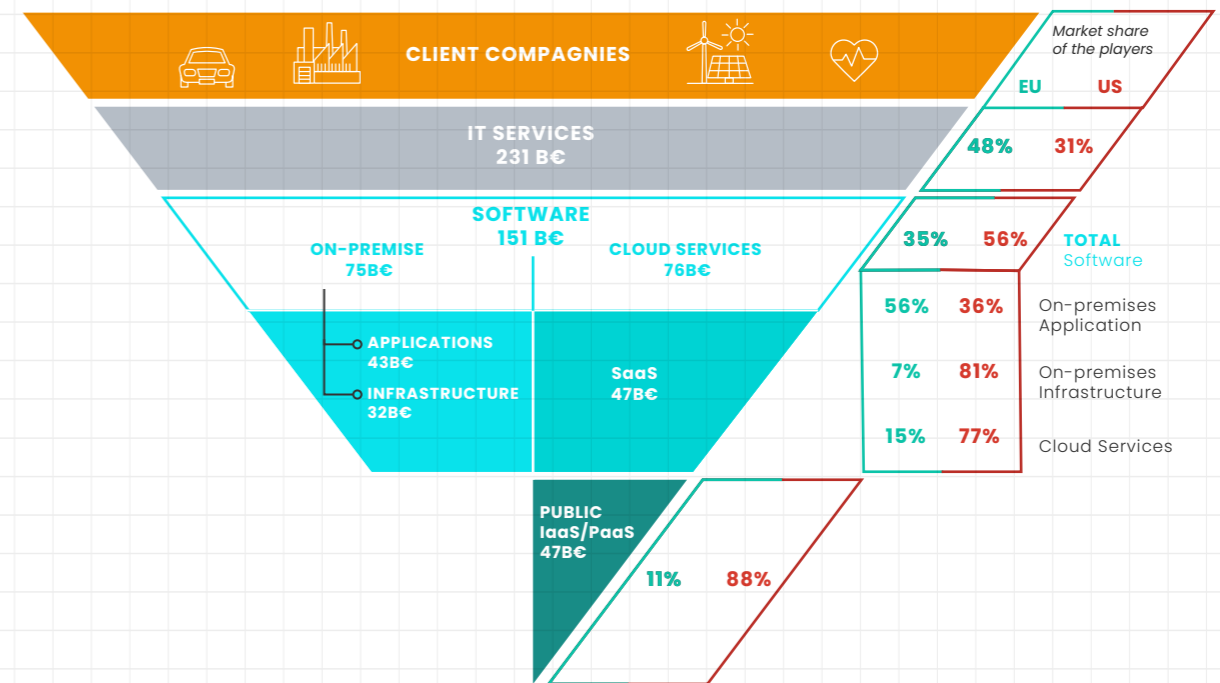 CLIENT COMPAGNIES
Market share
of the players
EU US
IT SERVICES
231 B€
48% 31%
SOFTWARE
151 B€
ON-PREMISE
75B€
CLOUD SERVICES
76B€
35% 56%
TOTAL
Software
APPLICATIONS
43B€
INFRASTRUCTURE
32B€
SaaS
47B€
56% 36%
On-premises
Application
7% 81%
On-premises
Infrastructure
15% 77%
Cloud Services
PUBLIC
IaaS/PaaS
47B€
11% 88%